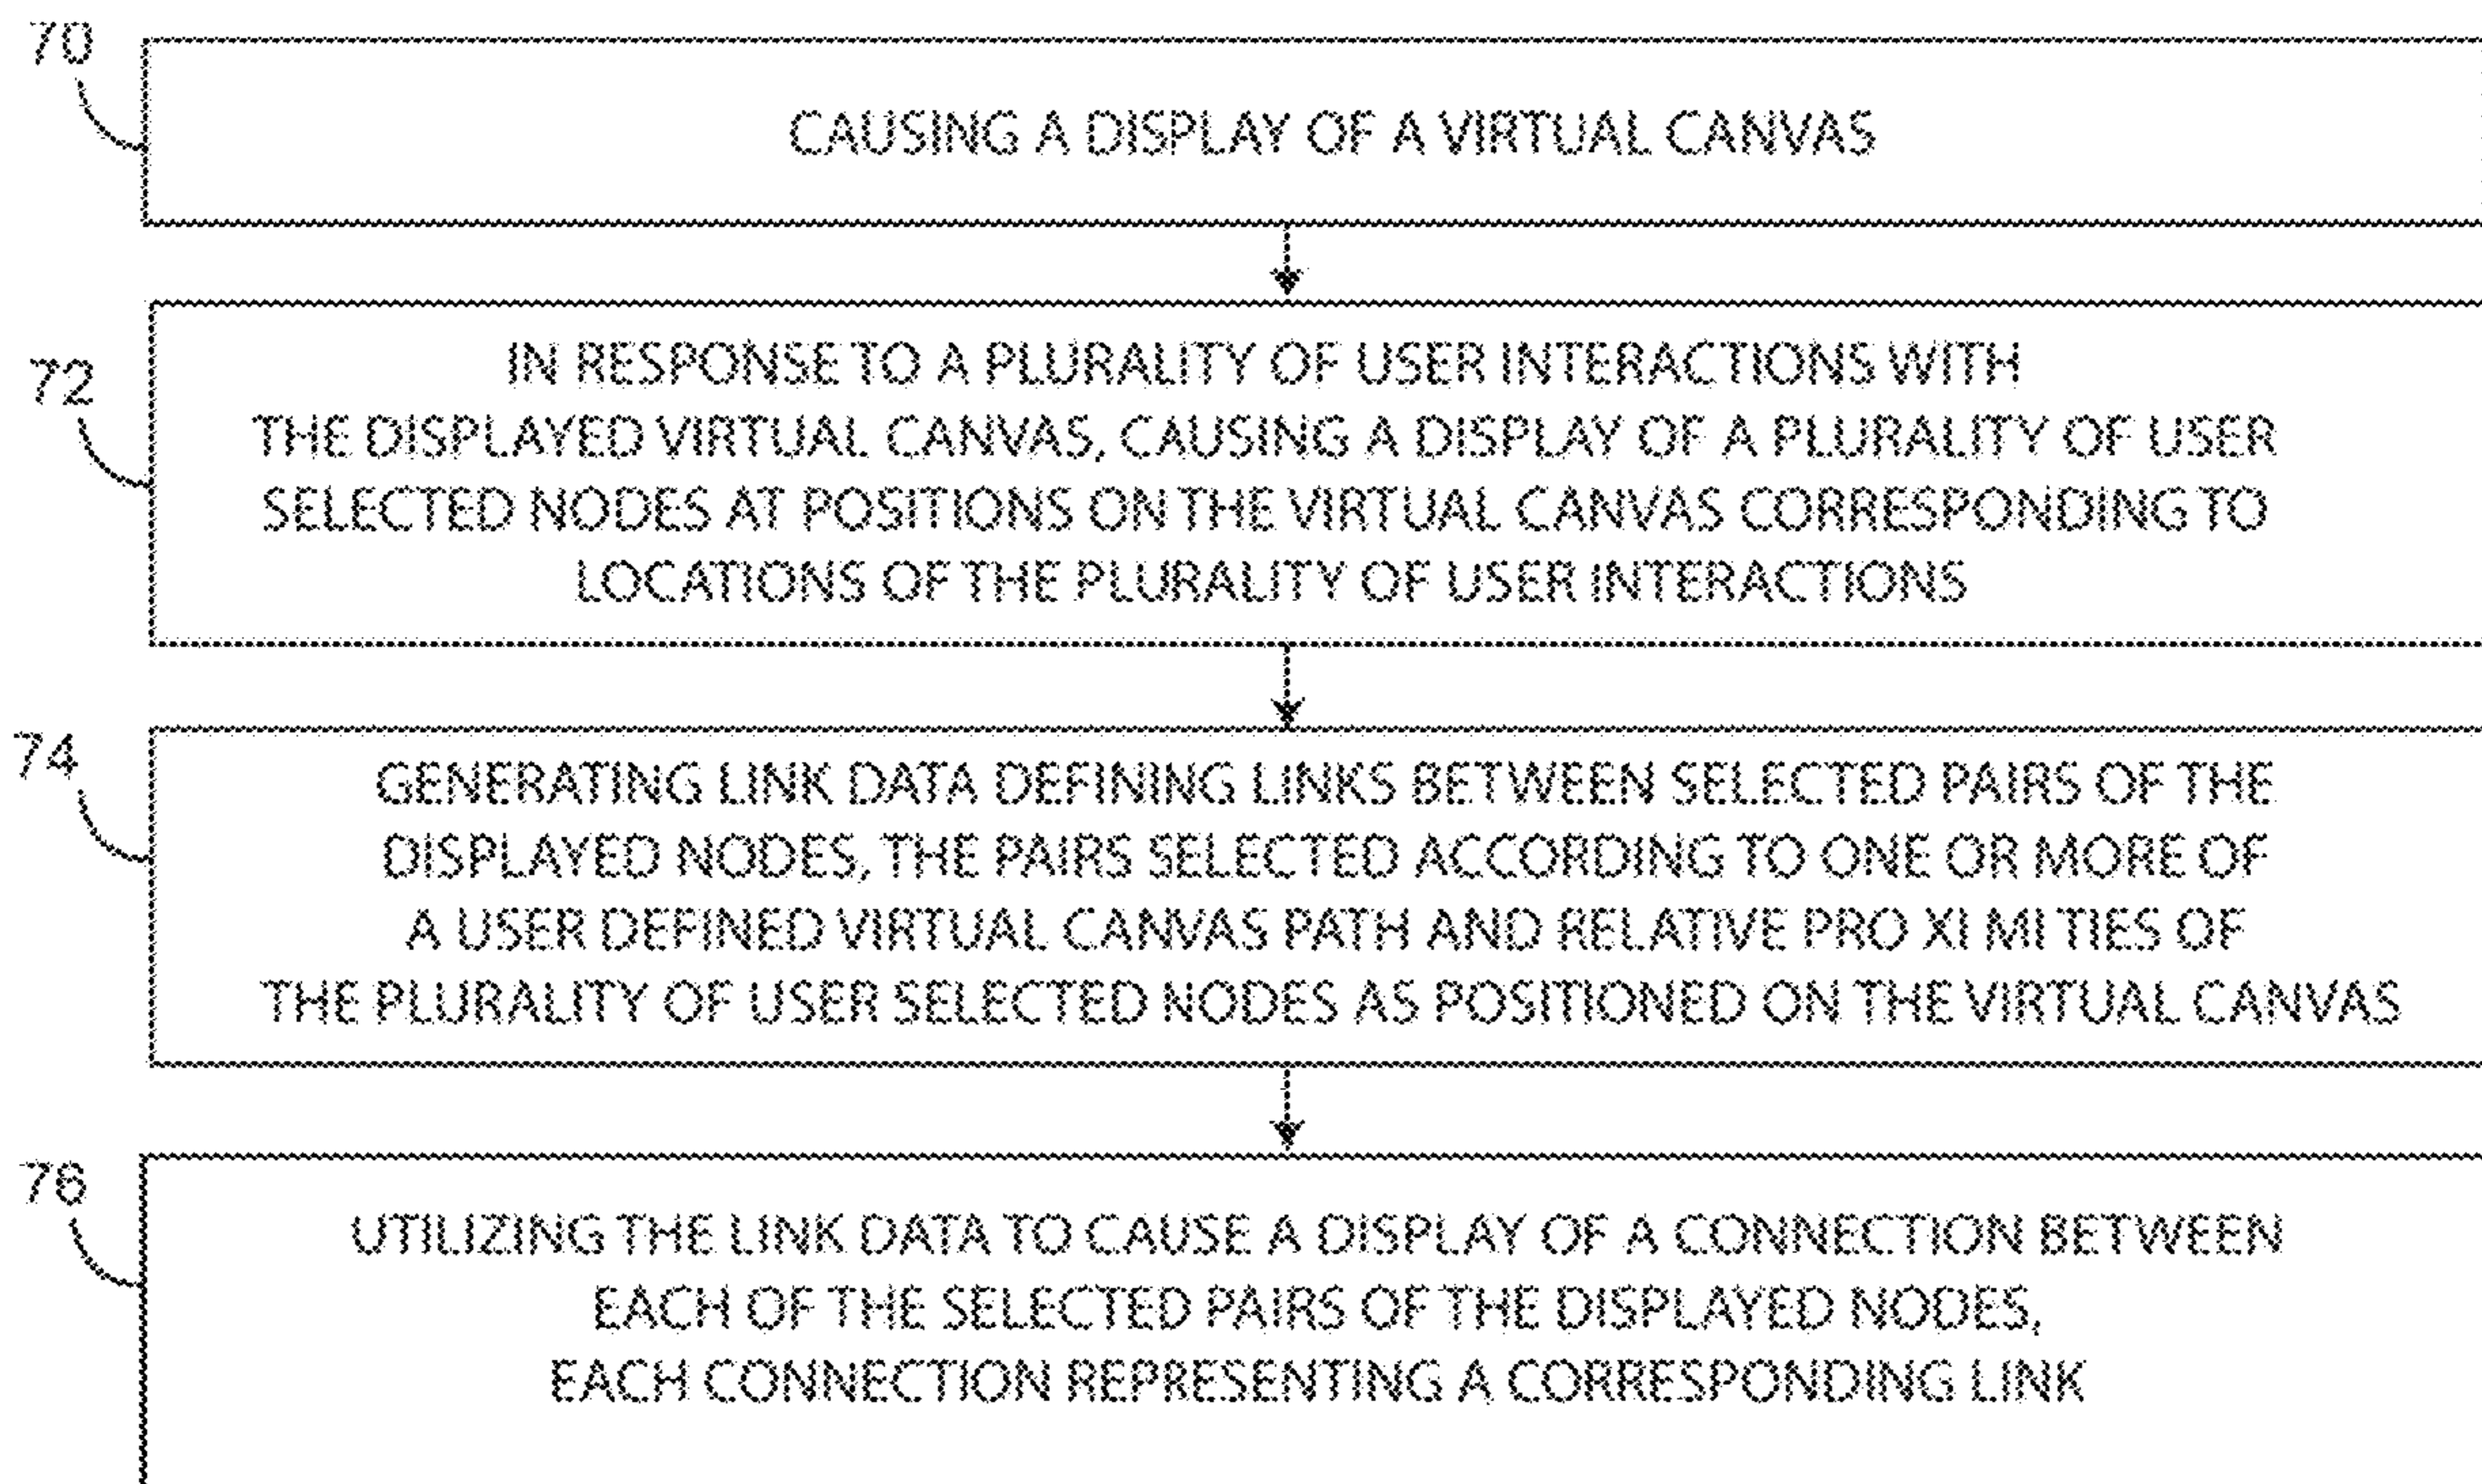 70
CAUSING A DISPLAY OF A VIRTUAL CANVAS
72
IN RESPONSE TO A PLURALITY OF USER INTERACTIONS WITH
THE DISPLAYED VIRTUAL CANVAS, CAUSING A DISPLAY OF A PLURALITY OF USER
SELECTED NODES AT POSITIONS ON THE VIRTUAL CANVAS CORRESPONDING TO
LOCATIONS OF THE PLURALITY OF USER INTERACTIONS
74
GENERATING LINK DATA DEFINING LINKS BETWEEN SELECTED PAIRS OF THE
DISPLAYED NODES, THE PAIRS SELECTED ACCORDING TO ONE OR MORE OF
A USER DEFINED VIRTUAL CANVAS PATH AND RELATIVE PRO XI MI TIES OF
THE PLURALITY OF USER SELECTED NODES AS POSITIONED ON THE VIRTUAL CANVAS
76
UTILIZING THE LINK DATA TO CAUSE A DISPLAY OF A CONNECTION BETWEEN
EACH OF THE SELECTED PAIRS OF THE DISPLAYED NODES,
EACH CONNECTION REPRESENTING A CORRESPONDING LINK